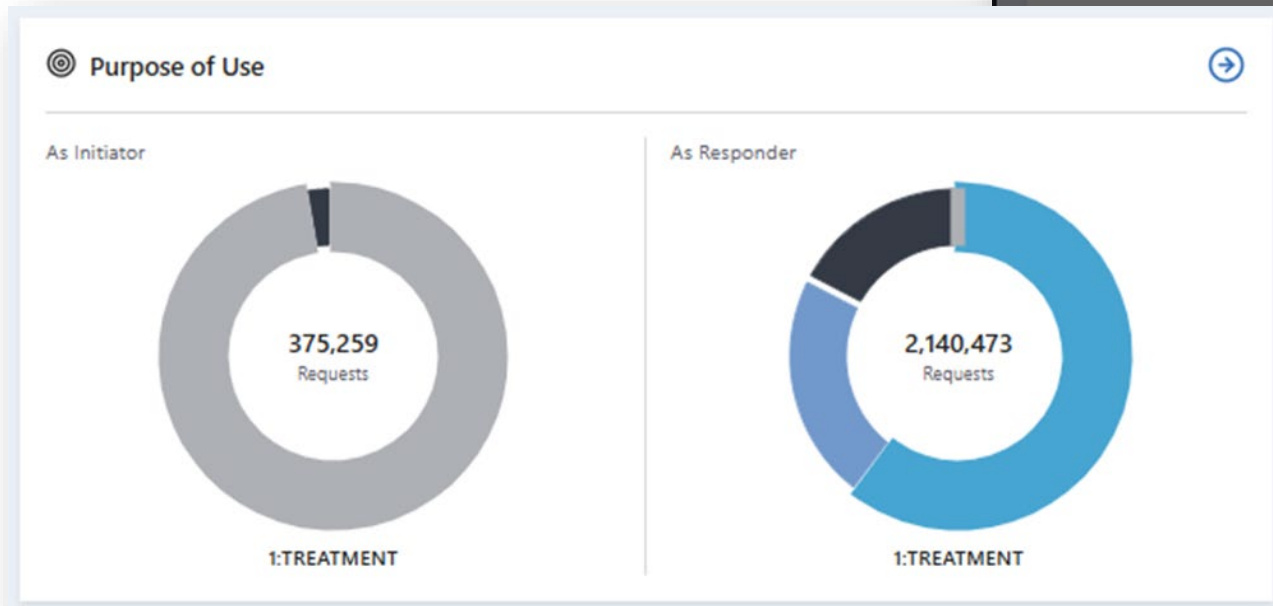 Purpose of Use
As Initiator
375,259
Requests
1:TREATMENT
As Responder
2,140,473
Requests
1:TREATMENT